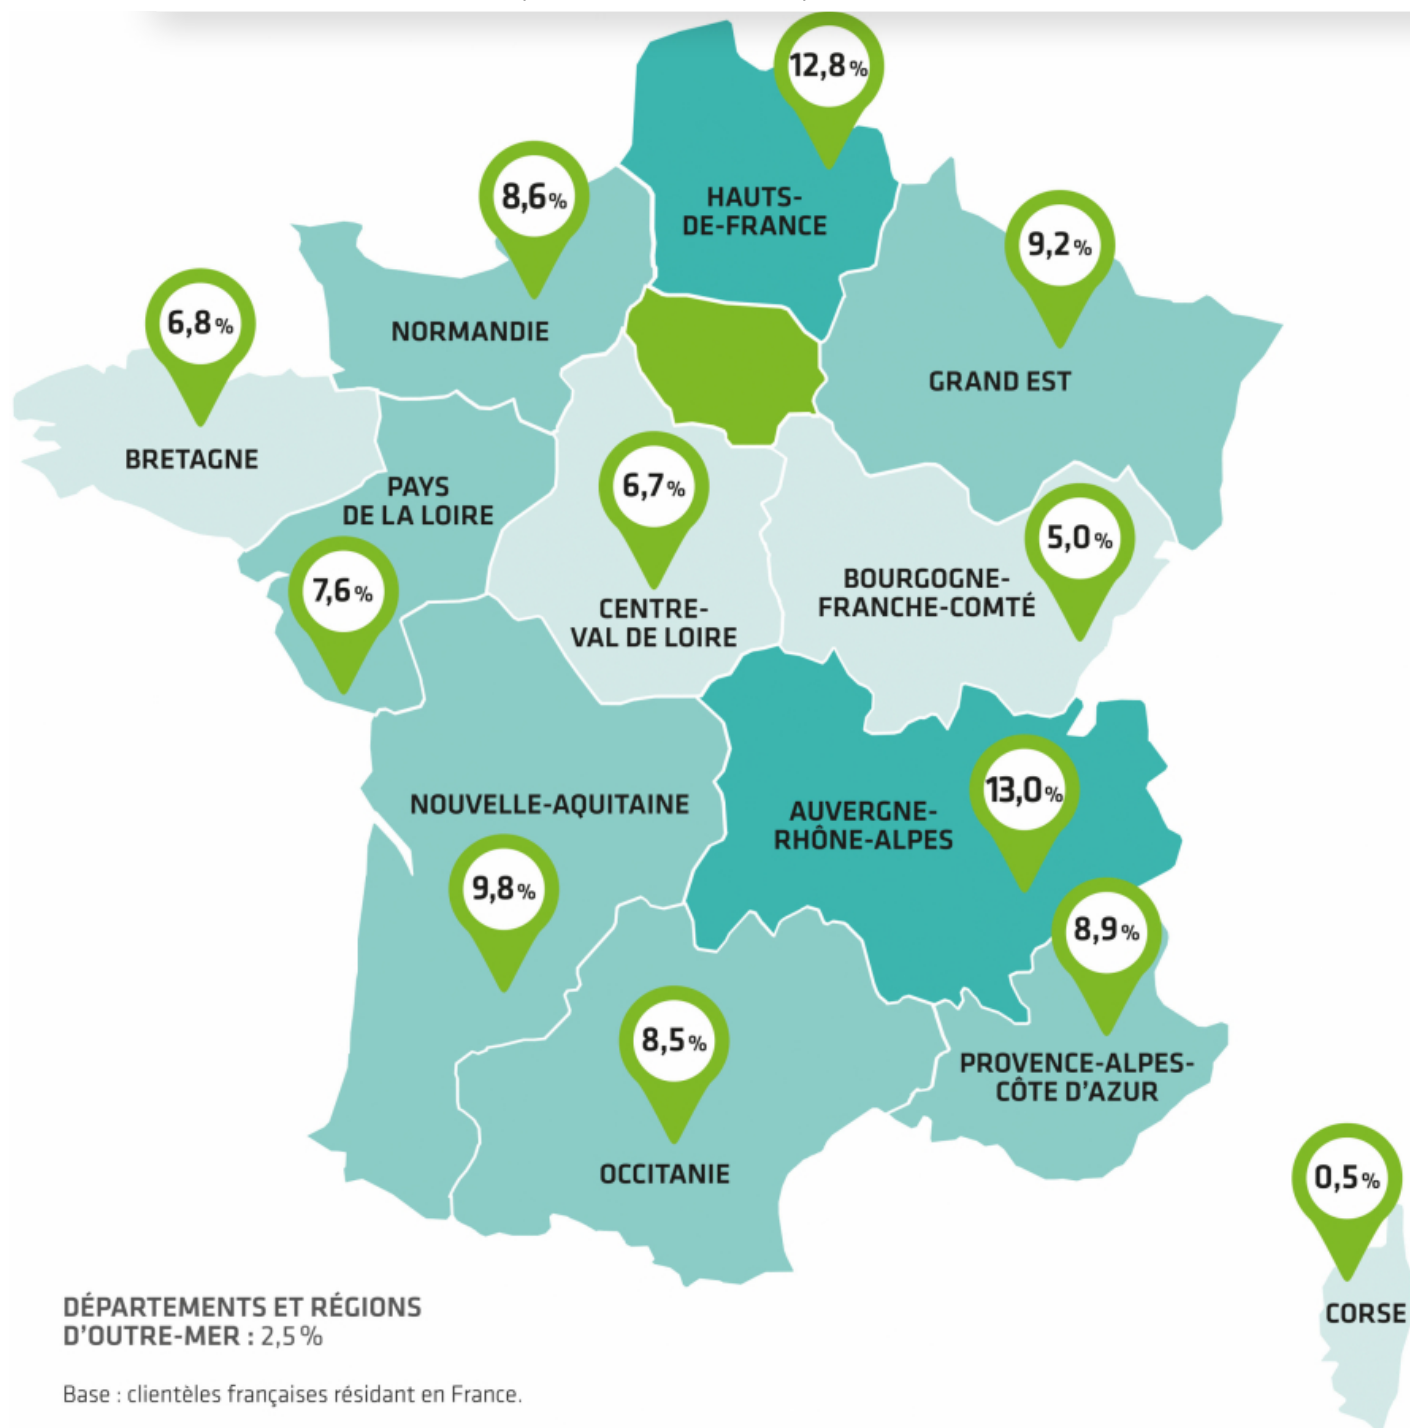 12,8%
HAUTS-
DE-FRANCE
8,6%
NORMANDIE
9,2%
GRAND EST
6,8%
BRETAGNE
PAYS
DE LA LOIRE
7,6%
6,7%
CENTRE-
VAL DE LOIRE
5,0%
BOURGOGNE-
FRANCHE-COMTÉ
NOUVELLE-AQUITAINE
9,8%
AUVERGNE-
RHÔNE-ALPES
13,0%
8,9%
PROVENCE-ALPES-
CÔTE D’AZUR
8,5%
OCCITANIE
0,5%
CORSE
DÉPARTEMENTS ET RÉGIONS
D’OUTRE-MER : 2,5%
Base : clientèles françaises résidant en France.